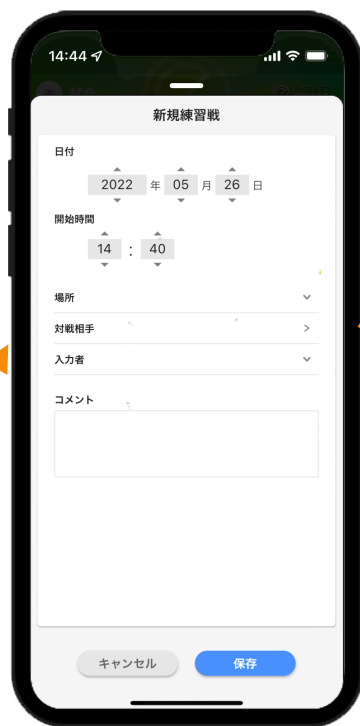 14:44
新規練習戦
日付
2022 年 05 月 26 日
開始時間
14 : 40
場所
対戦相手
入力者
コメント
キャンセル 保存